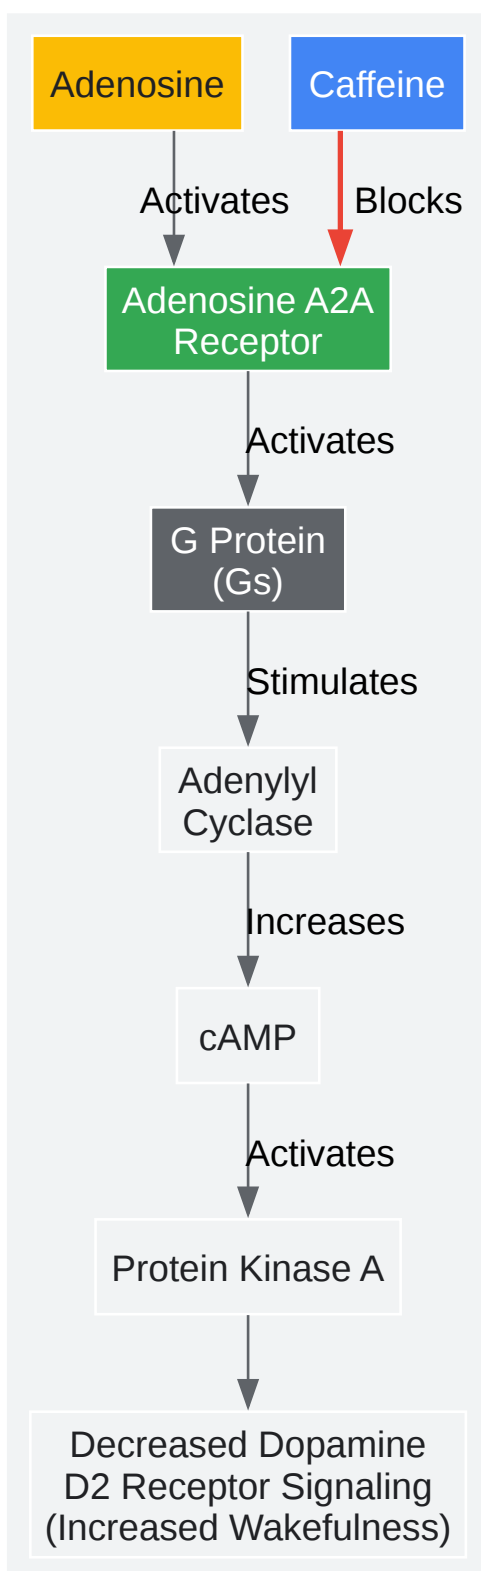 Adenosine
Caffeine
Activates
Blocks
Adenosine A2A
Receptor
Activates
G Protein
(Gs)
Stimulates
Adenylyl
Cyclase
Increases
cAMP
Activates
Protein Kinase A
Decreased Dopamine
D2 Receptor Signaling
(Increased Wakefulness)